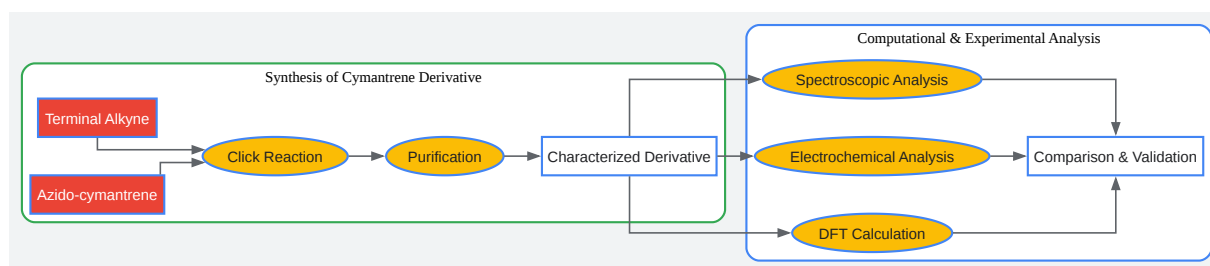 Synthesis of Cymantrene Derivative
Terminal Alkyne
Azido-cymantrene
Click Reaction
Purification
Characterized Derivative
Computational & Experimental Analysis
Spectroscopic Analysis
Electrochemical Analysis
DFT Calculation
Comparison & Validation